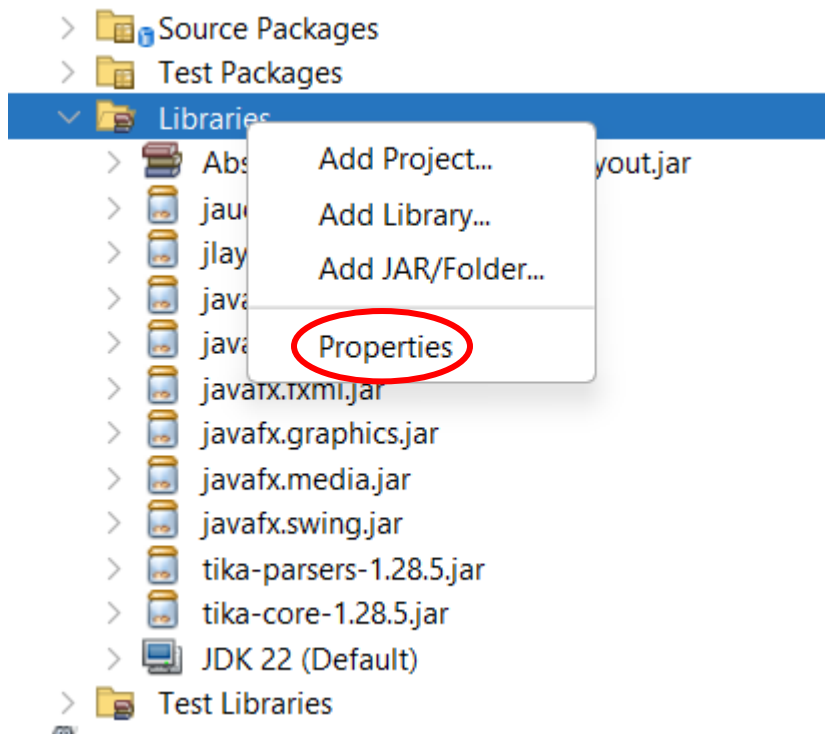 Source Packages
Test Packages
Libraries
Add Project...
yout.jar
Add Library...
Add JAR/Folder...
Properties
javafx.fxml.jar
javafx.graphics.jar
javafx.media.jar
javafx.swing.jar
tika-parsers-1.28.5.jar
tika-core-1.28.5.jar
JDK 22 (Default)
Test Libraries